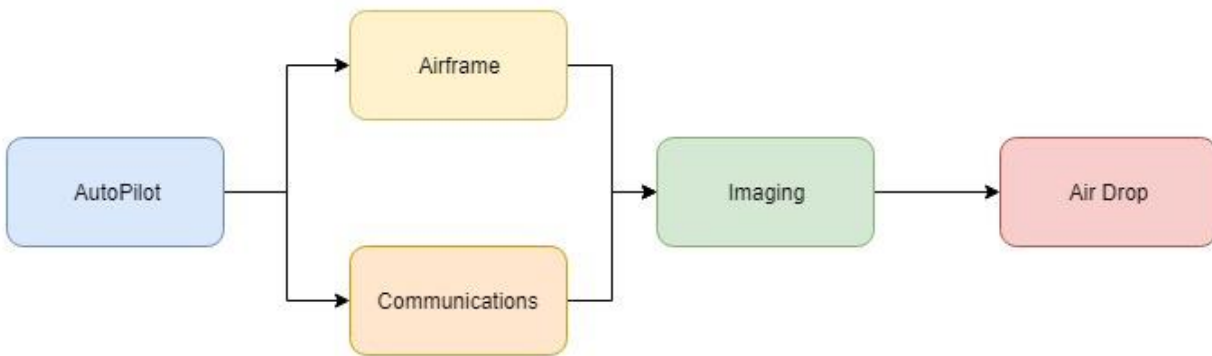 Airframe
AutoPilot
Imaging
Air Drop
Communications